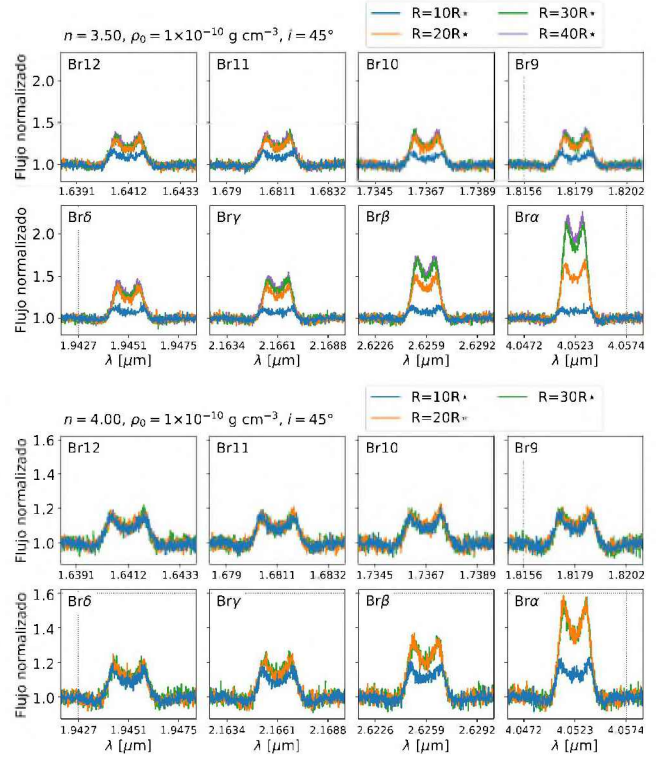 R=10R⋆ R=30R⋆
n = 3.50, ρ₀ = 1×10⁻¹⁰ g cm⁻³, i = 45° R=20R⋆ R=40R⋆
Br12 Br11 Br10 Br9
Flujo normalizado
2.0
1.5
1.0
1.6391 1.6412 1.6433 1.679 1.6811 1.6832 1.7345 1.7367 1.7389 1.8156 1.8179 1.8202
Brδ Brγ Brβ Brα
Flujo normalizado
2.0
1.5
1.0
1.9427 1.9451 1.9475 2.1634 2.1661 2.1688 2.6226 2.6259 2.6292 4.0472 4.0523 4.0574
λ [μm] λ [μm] λ [μm] λ [μm]
R=10R⋆ R=30R⋆
n = 4.00, ρ₀ = 1×10⁻¹⁰ g cm⁻³, i = 45° R=20R⋆
Br12 Br11 Br10 Br9
Flujo normalizado
1.6
1.4
1.2
1.0
1.6391 1.6412 1.6433 1.679 1.6811 1.6832 1.7345 1.7367 1.7389 1.8156 1.8179 1.8202
Brδ Brγ Brβ Brα
Flujo normalizado
1.6
1.4
1.2
1.0
1.9427 1.9451 1.9475 2.1634 2.1661 2.1688 2.6226 2.6259 2.6292 4.0472 4.0523 4.0574
λ [μm] λ [μm] λ [μm] λ [μm]